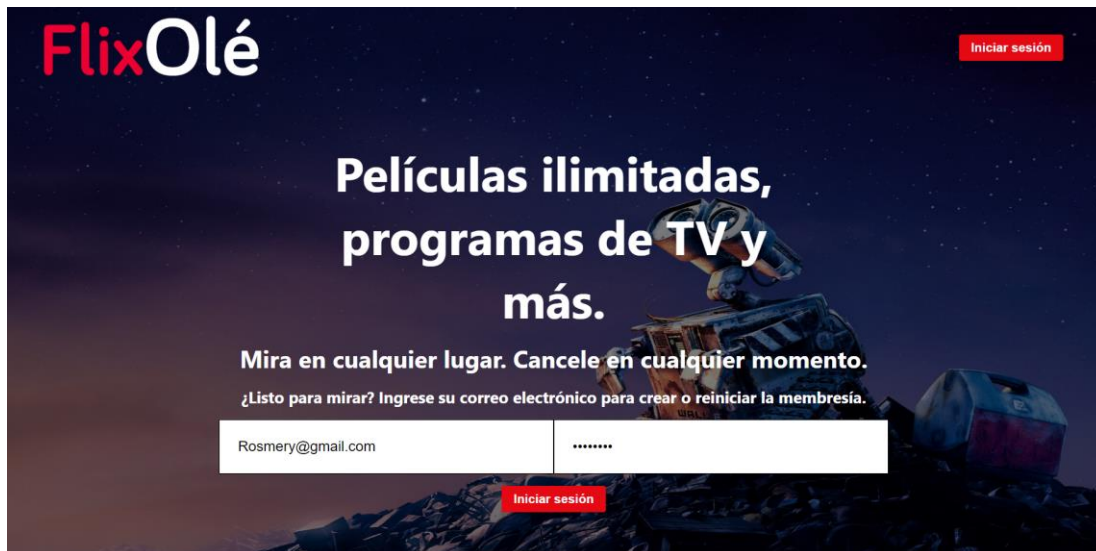 FlixOlé
Iniciar sesión
Películas ilimitadas,
programas de TV y
más.
Mira en cualquier lugar. Cancele en cualquier momento.
¿Listo para mirar? Ingrese su correo electrónico para crear o reiniciar la membresía.
WALL
Rosmery@gmail.com
••••••••
Iniciar sesión